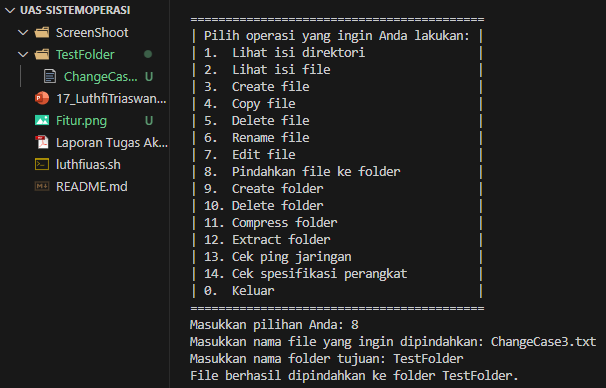 UAS-SISTEMOPERASI
ScreenShoot
TestFolder
ChangeCas... U
17_LuthfiTriaswan...
Fitur.png U
Laporan Tugas Ak...
luthfiuas.sh
README.md
==========================================
| Pilih operasi yang ingin Anda lakukan: |
| 1. Lihat isi direktori |
| 2. Lihat isi file |
| 3. Create file |
| 4. Copy file |
| 5. Delete file |
| 6. Rename file |
| 7. Edit file |
| 8. Pindahkan file ke folder |
| 9. Create folder |
| 10. Delete folder |
| 11. Compress folder |
| 12. Extract folder |
| 13. Cek ping jaringan |
| 14. Cek spesifikasi perangkat |
| 0. Keluar |
==========================================
Masukkan pilihan Anda: 8
Masukkan nama file yang ingin dipindahkan: ChangeCase3.txt
Masukkan nama folder tujuan: TestFolder
File berhasil dipindahkan ke folder TestFolder.